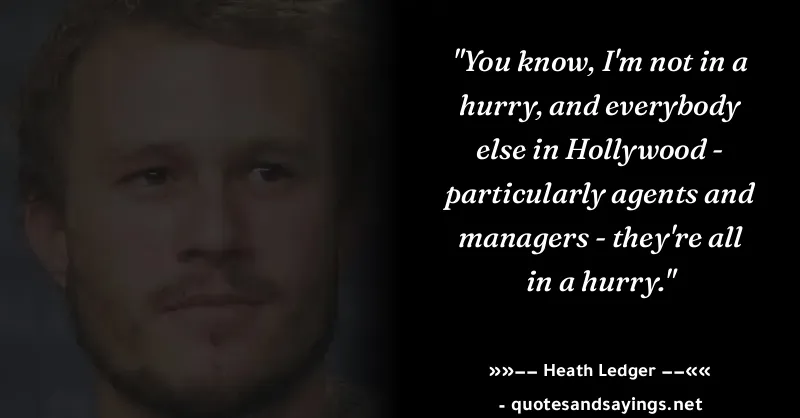 "You know, I'm not in a
hurry, and everybody
else in Hollywood -
particularly agents and
managers - they're all
in a hurry."
»»–– Heath Ledger ––««
- quotesandsayings.net